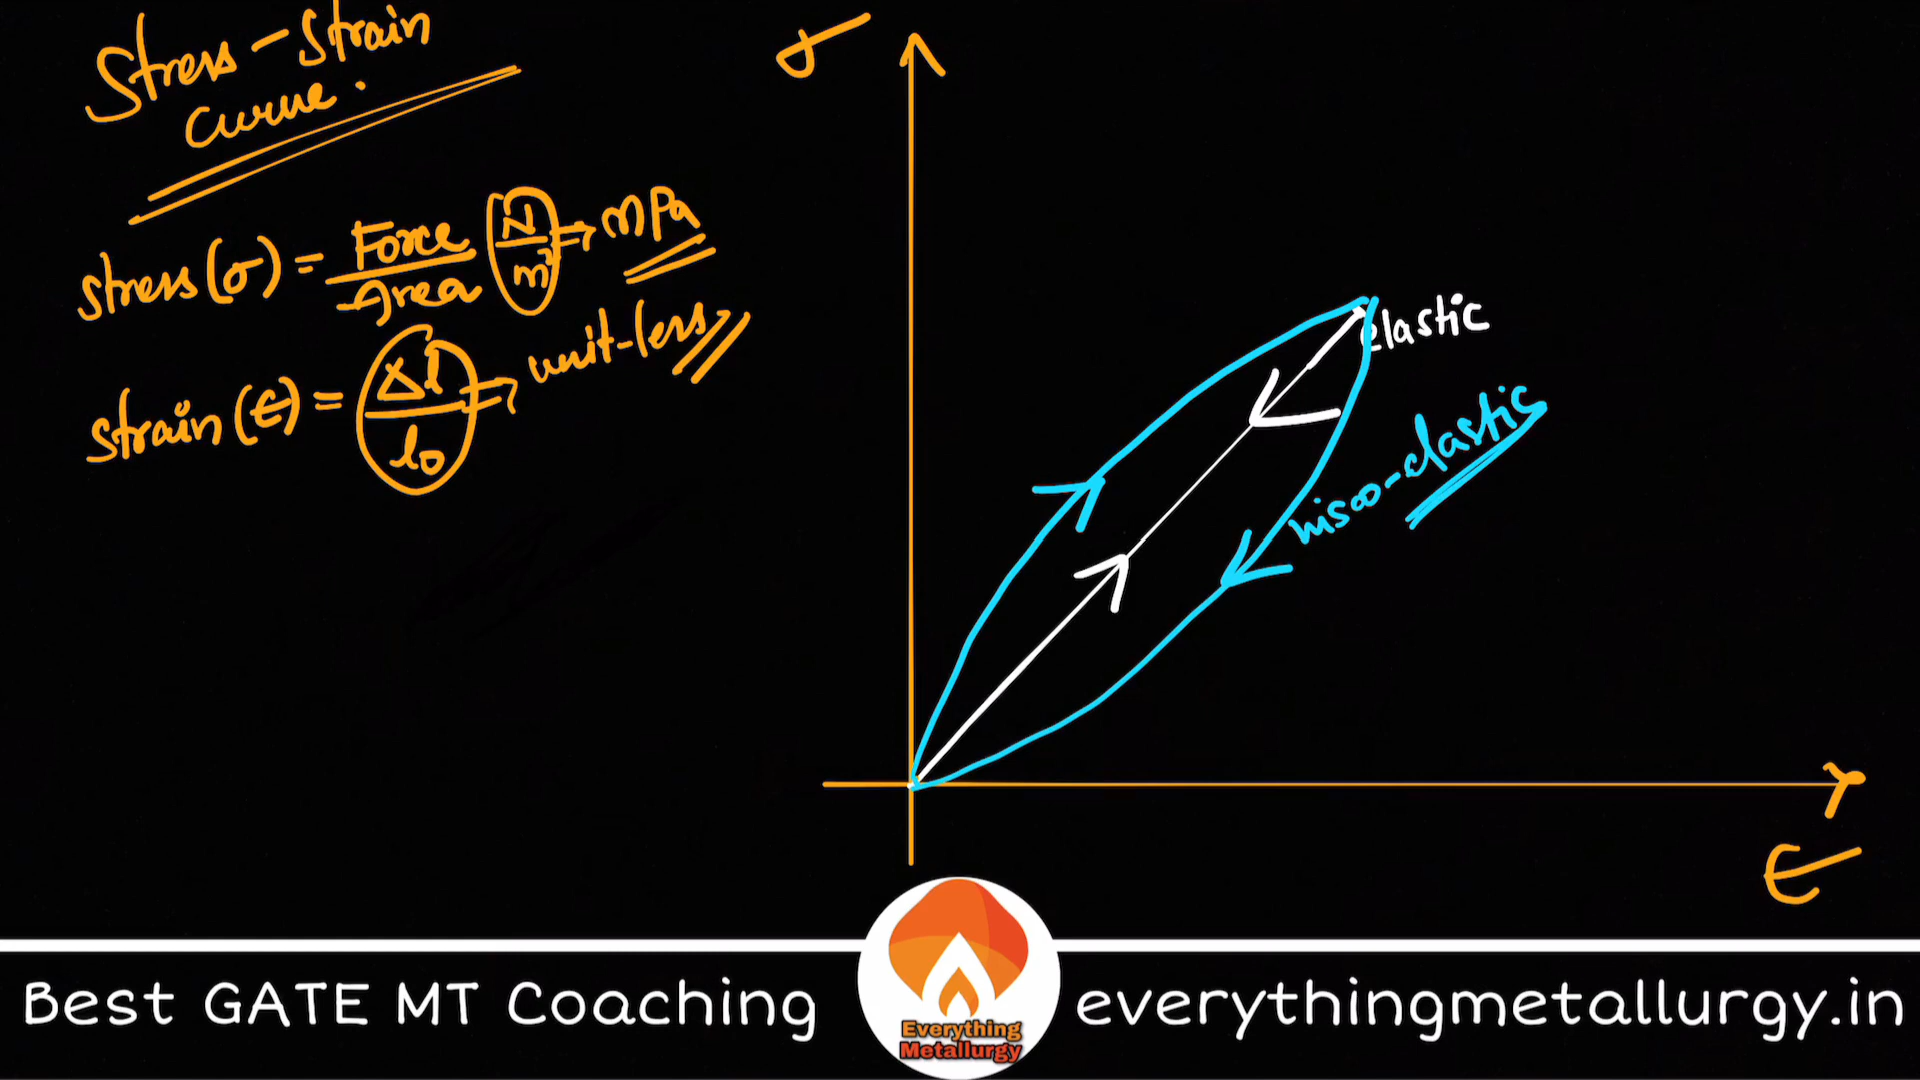 Stress-Strain
Curve.
Stress (σ) = Force/Area (N/m²) → MPa
Strain (ϵ) = Δl/l₀ → unit-less
σ
elastic
visco-elastic
ϵ
Best GATE MT Coaching
Everything
Metallurgy
everythingmetallurgy.in